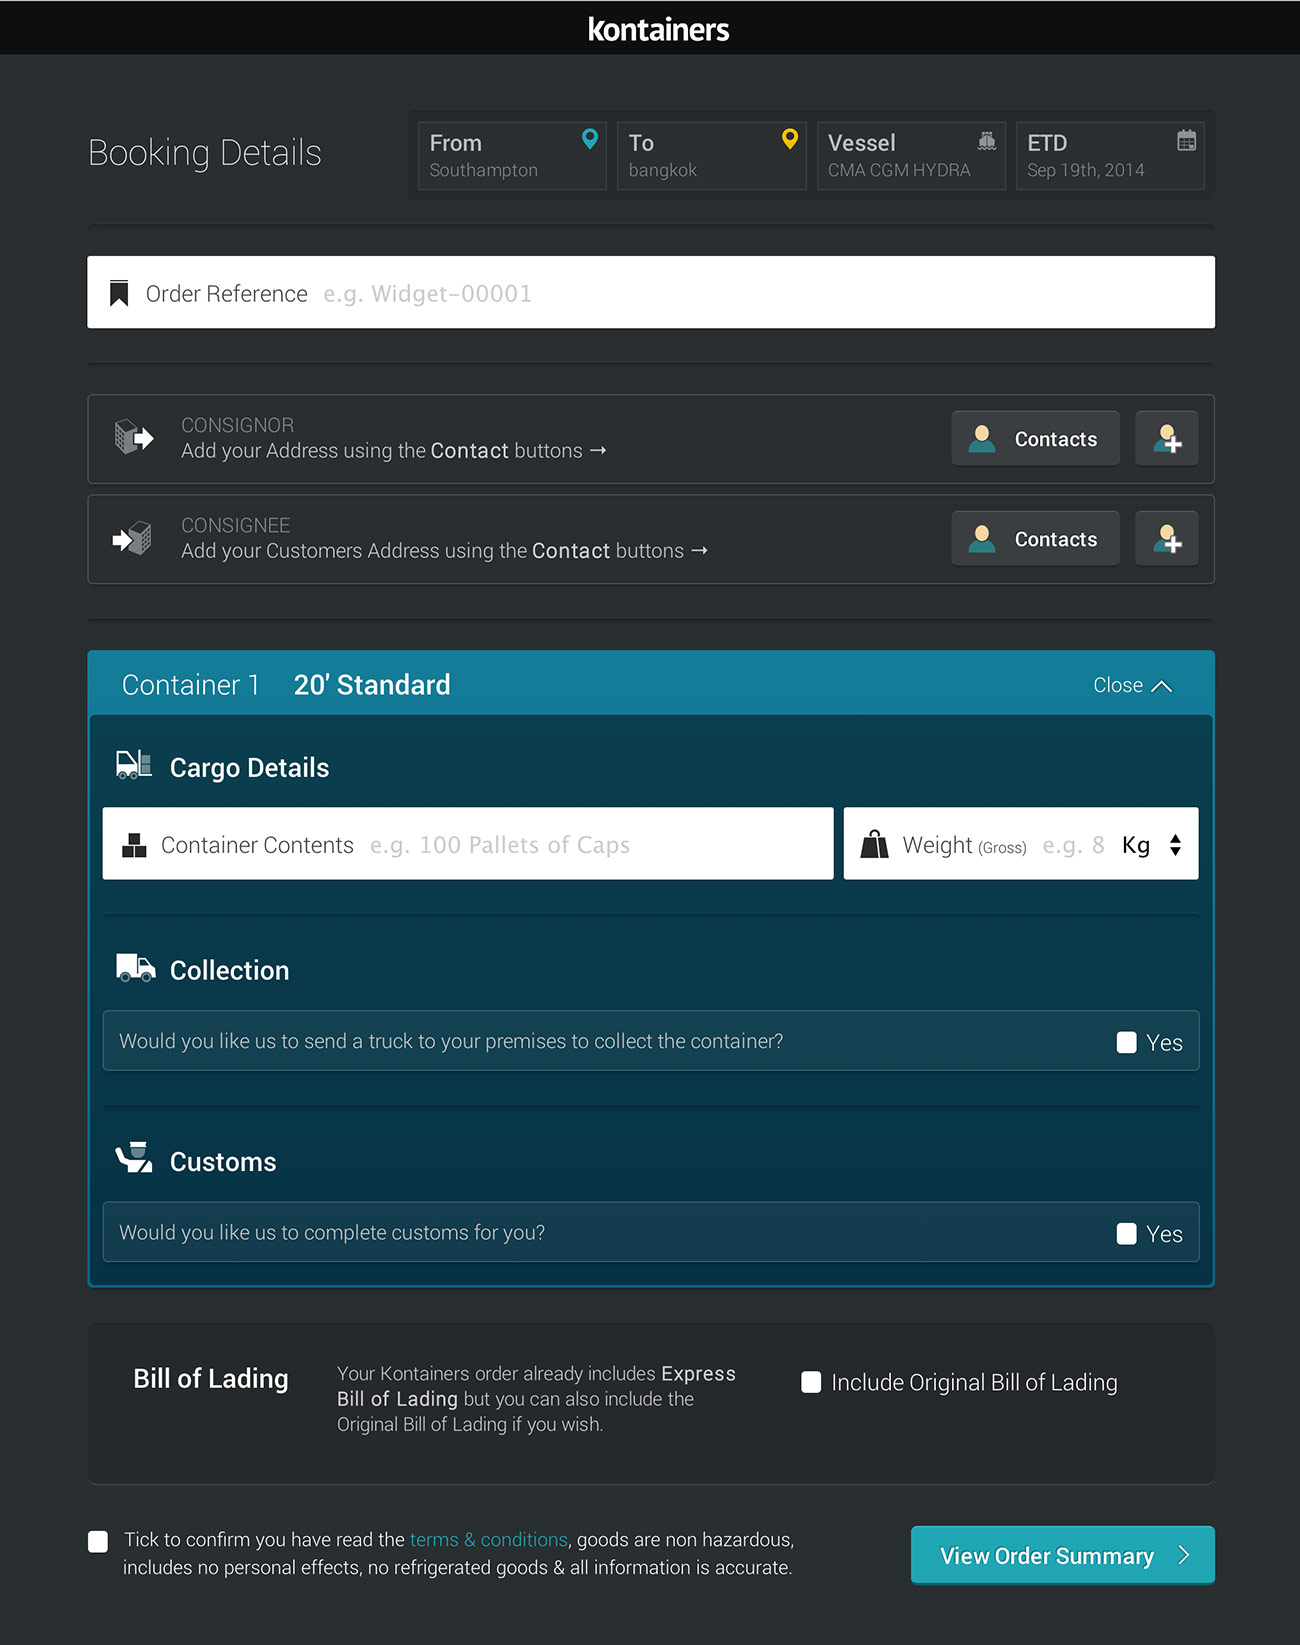 kontainers
Booking Details
From
Southampton
To
bangkok
Vessel
CMA CGM HYDRA
ETD
Sep 19th, 2014
Order Reference e.g. Widget-00001
CONSIGNOR
Add your Address using the Contact buttons →
Contacts
CONSIGNEE
Add your Customers Address using the Contact buttons →
Contacts
Container 1 20' Standard
Close
Cargo Details
Container Contents e.g. 100 Pallets of Caps
Weight (Gross) e.g. 8 Kg
Collection
Would you like us to send a truck to your premises to collect the container?
Yes
Customs
Would you like us to complete customs for you?
Yes
Bill of Lading
Your Kontainers order already includes Express
Bill of Lading but you can also include the
Original Bill of Lading if you wish.
Include Original Bill of Lading
Tick to confirm you have read the terms & conditions, goods are non hazardous,
includes no personal effects, no refrigerated goods & all information is accurate.
View Order Summary